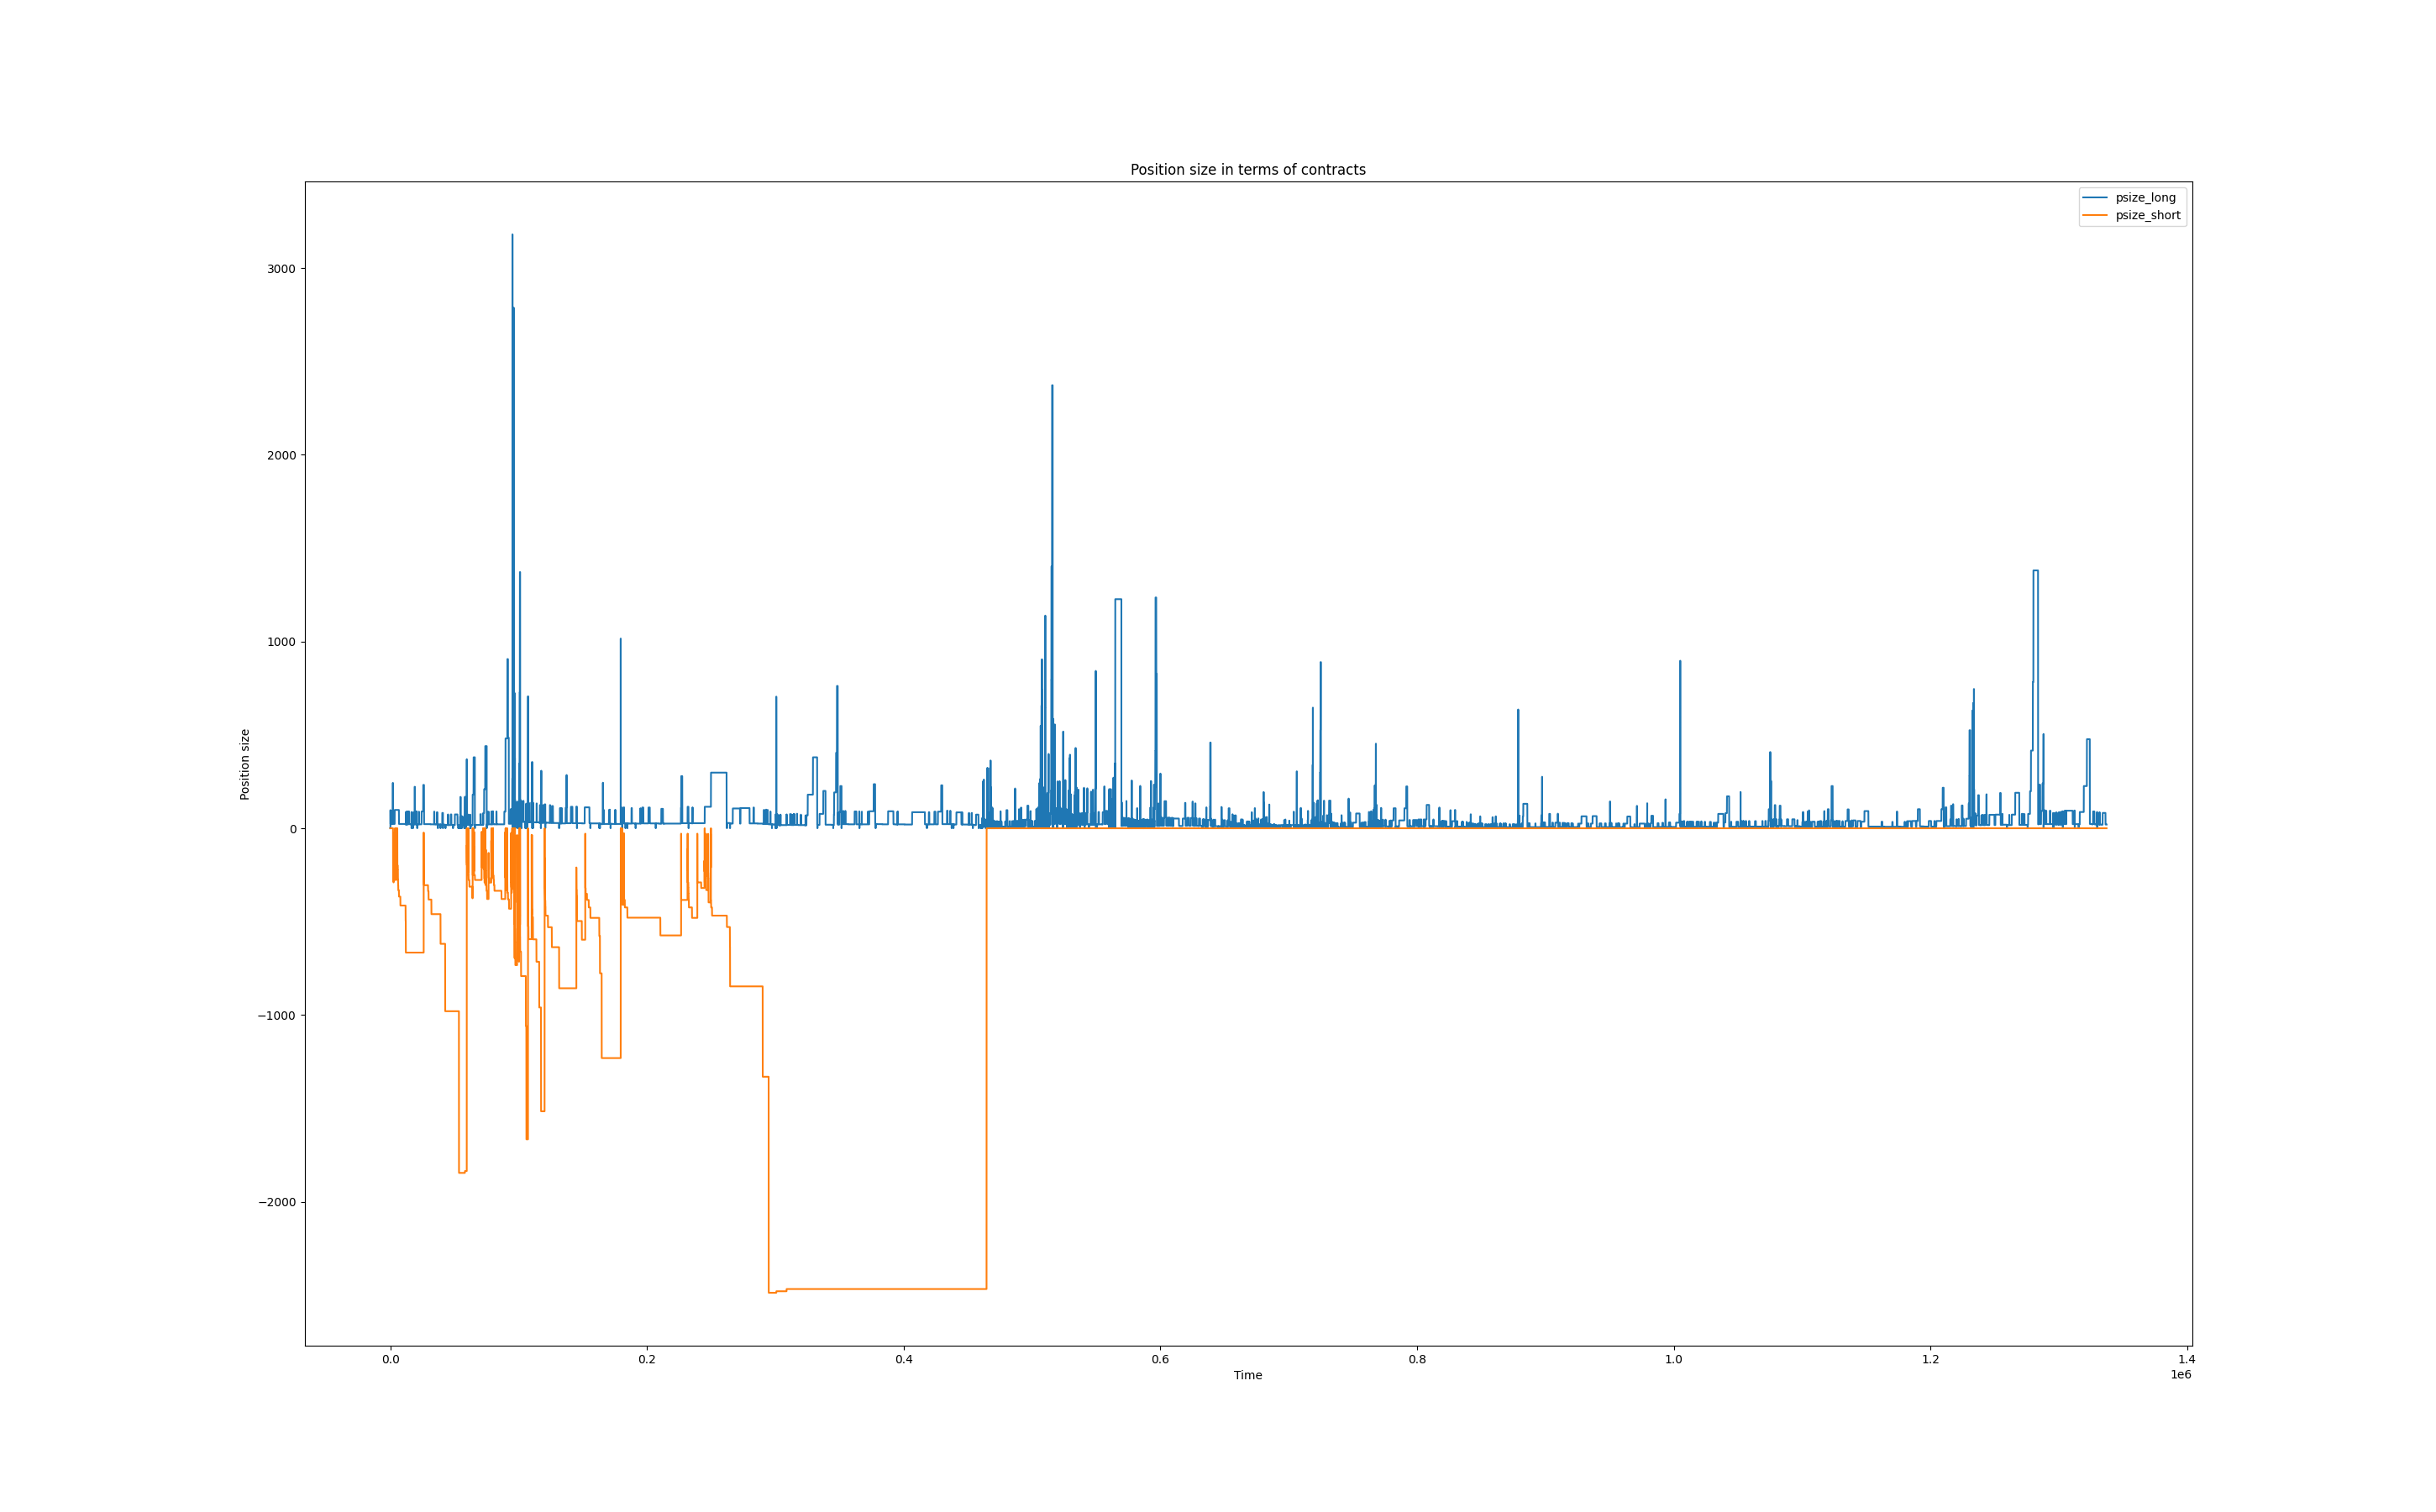 Position size in terms of contracts
psize_long
psize_short
3000
2000
1000
0
−1000
−2000
Position size
0.0
0.2
0.4
0.6
0.8
1.0
1.2
1.4
1e6
Time